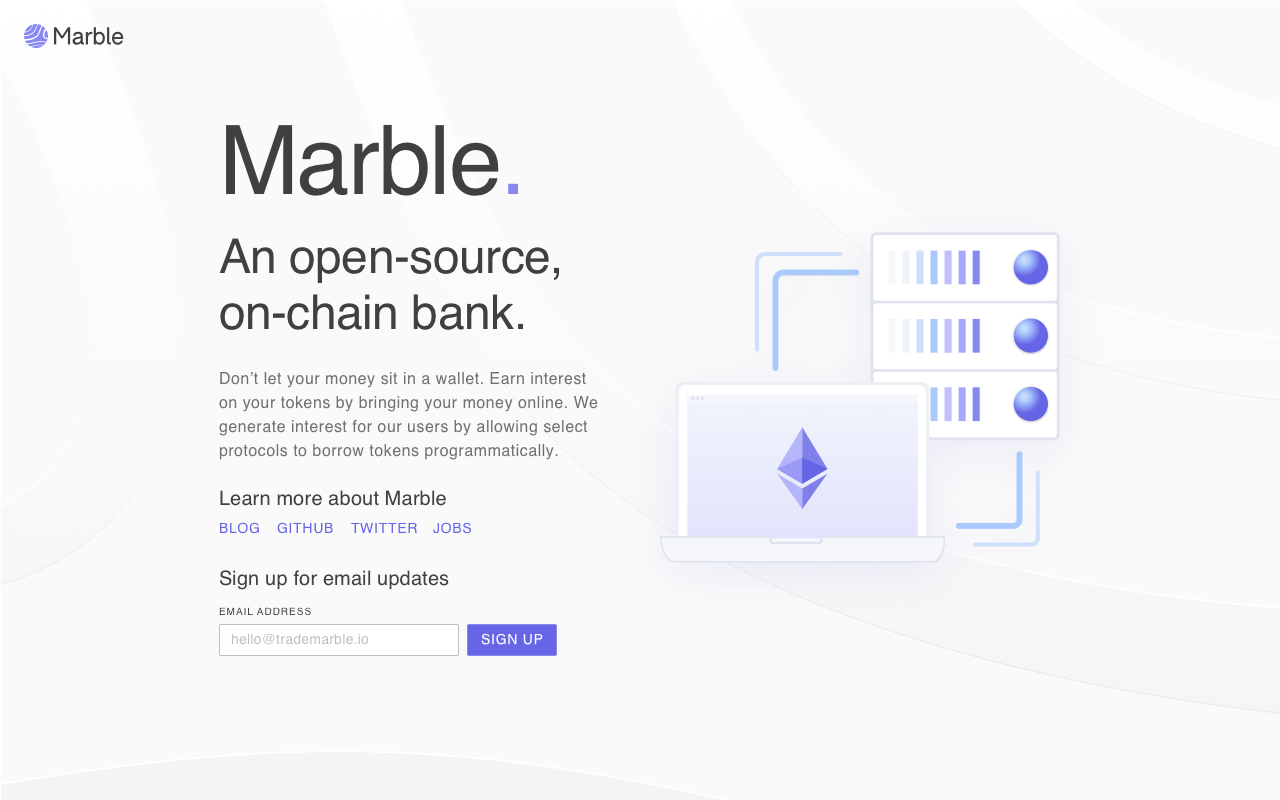 Marble
Marble.
An open-source,
on-chain bank.
Don’t let your money sit in a wallet. Earn interest
on your tokens by bringing your money online. We
generate interest for our users by allowing select
protocols to borrow tokens programmatically.
Learn more about Marble
BLOG GITHUB TWITTER JOBS
Sign up for email updates
EMAIL ADDRESS
hello@trademarble.io SIGN UP